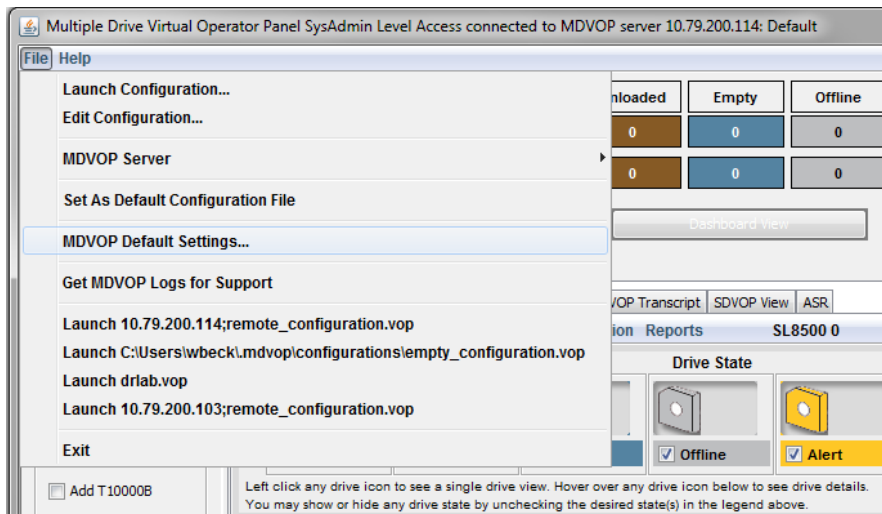 Multiple Drive Virtual Operator Panel SysAdmin Level Access connected to MDVOP server 10.79.200.114: Default
File Help
Launch Configuration...
Edit Configuration...
MDVOP Server
Set As Default Configuration File
MDVOP Default Settings...
Get MDVOP Logs for Support
Launch 10.79.200.114;remote_configuration.vop
Launch C:\Users\wbeck\.mdvop\configurations\empty_configuration.vop
Launch drlab.vop
Launch 10.79.200.103;remote_configuration.vop
Exit
nloaded Empty Offline
0 0 0
0 0 0
Dashboard View
VOP Transcript SDVOP View ASR
ion Reports SL8500 0
Drive State
Offline Alert
Add T10000B
Left click any drive icon to see a single drive view. Hover over any drive icon below to see drive details.
You may show or hide any drive state by unchecking the desired state(s) in the legend above.